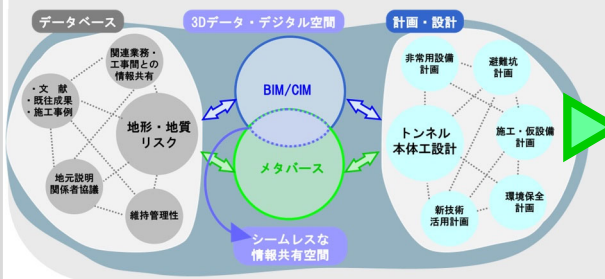 データベース
関連業務・
工事間との
情報共有
・文　献
・既往成果
・施工事例
地形・地質
リスク
地元説明
関係者協議
維持管理性
3Dデータ・デジタル空間
BIM/CIM
メタバース
シームレスな
情報共有空間
計画・設計
非常用設備
計画
避難坑
計画
トンネル
本体工設計
施工・仮設備
計画
新技術
活用計画
環境保全
計画